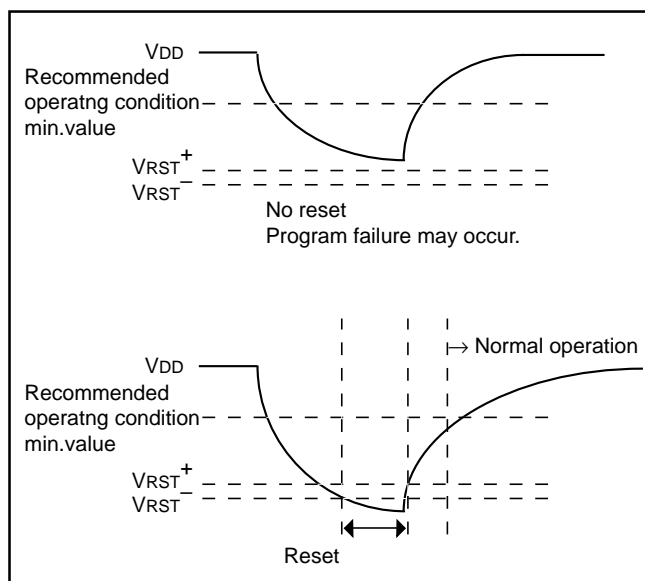 VDD
Recommended
operatng condition
min.value
VRST+
VRST−
No reset
Program failure may occur.
→ Normal operation
VDD
Recommended
operatng condition
min.value
VRST+
VRST−
Reset